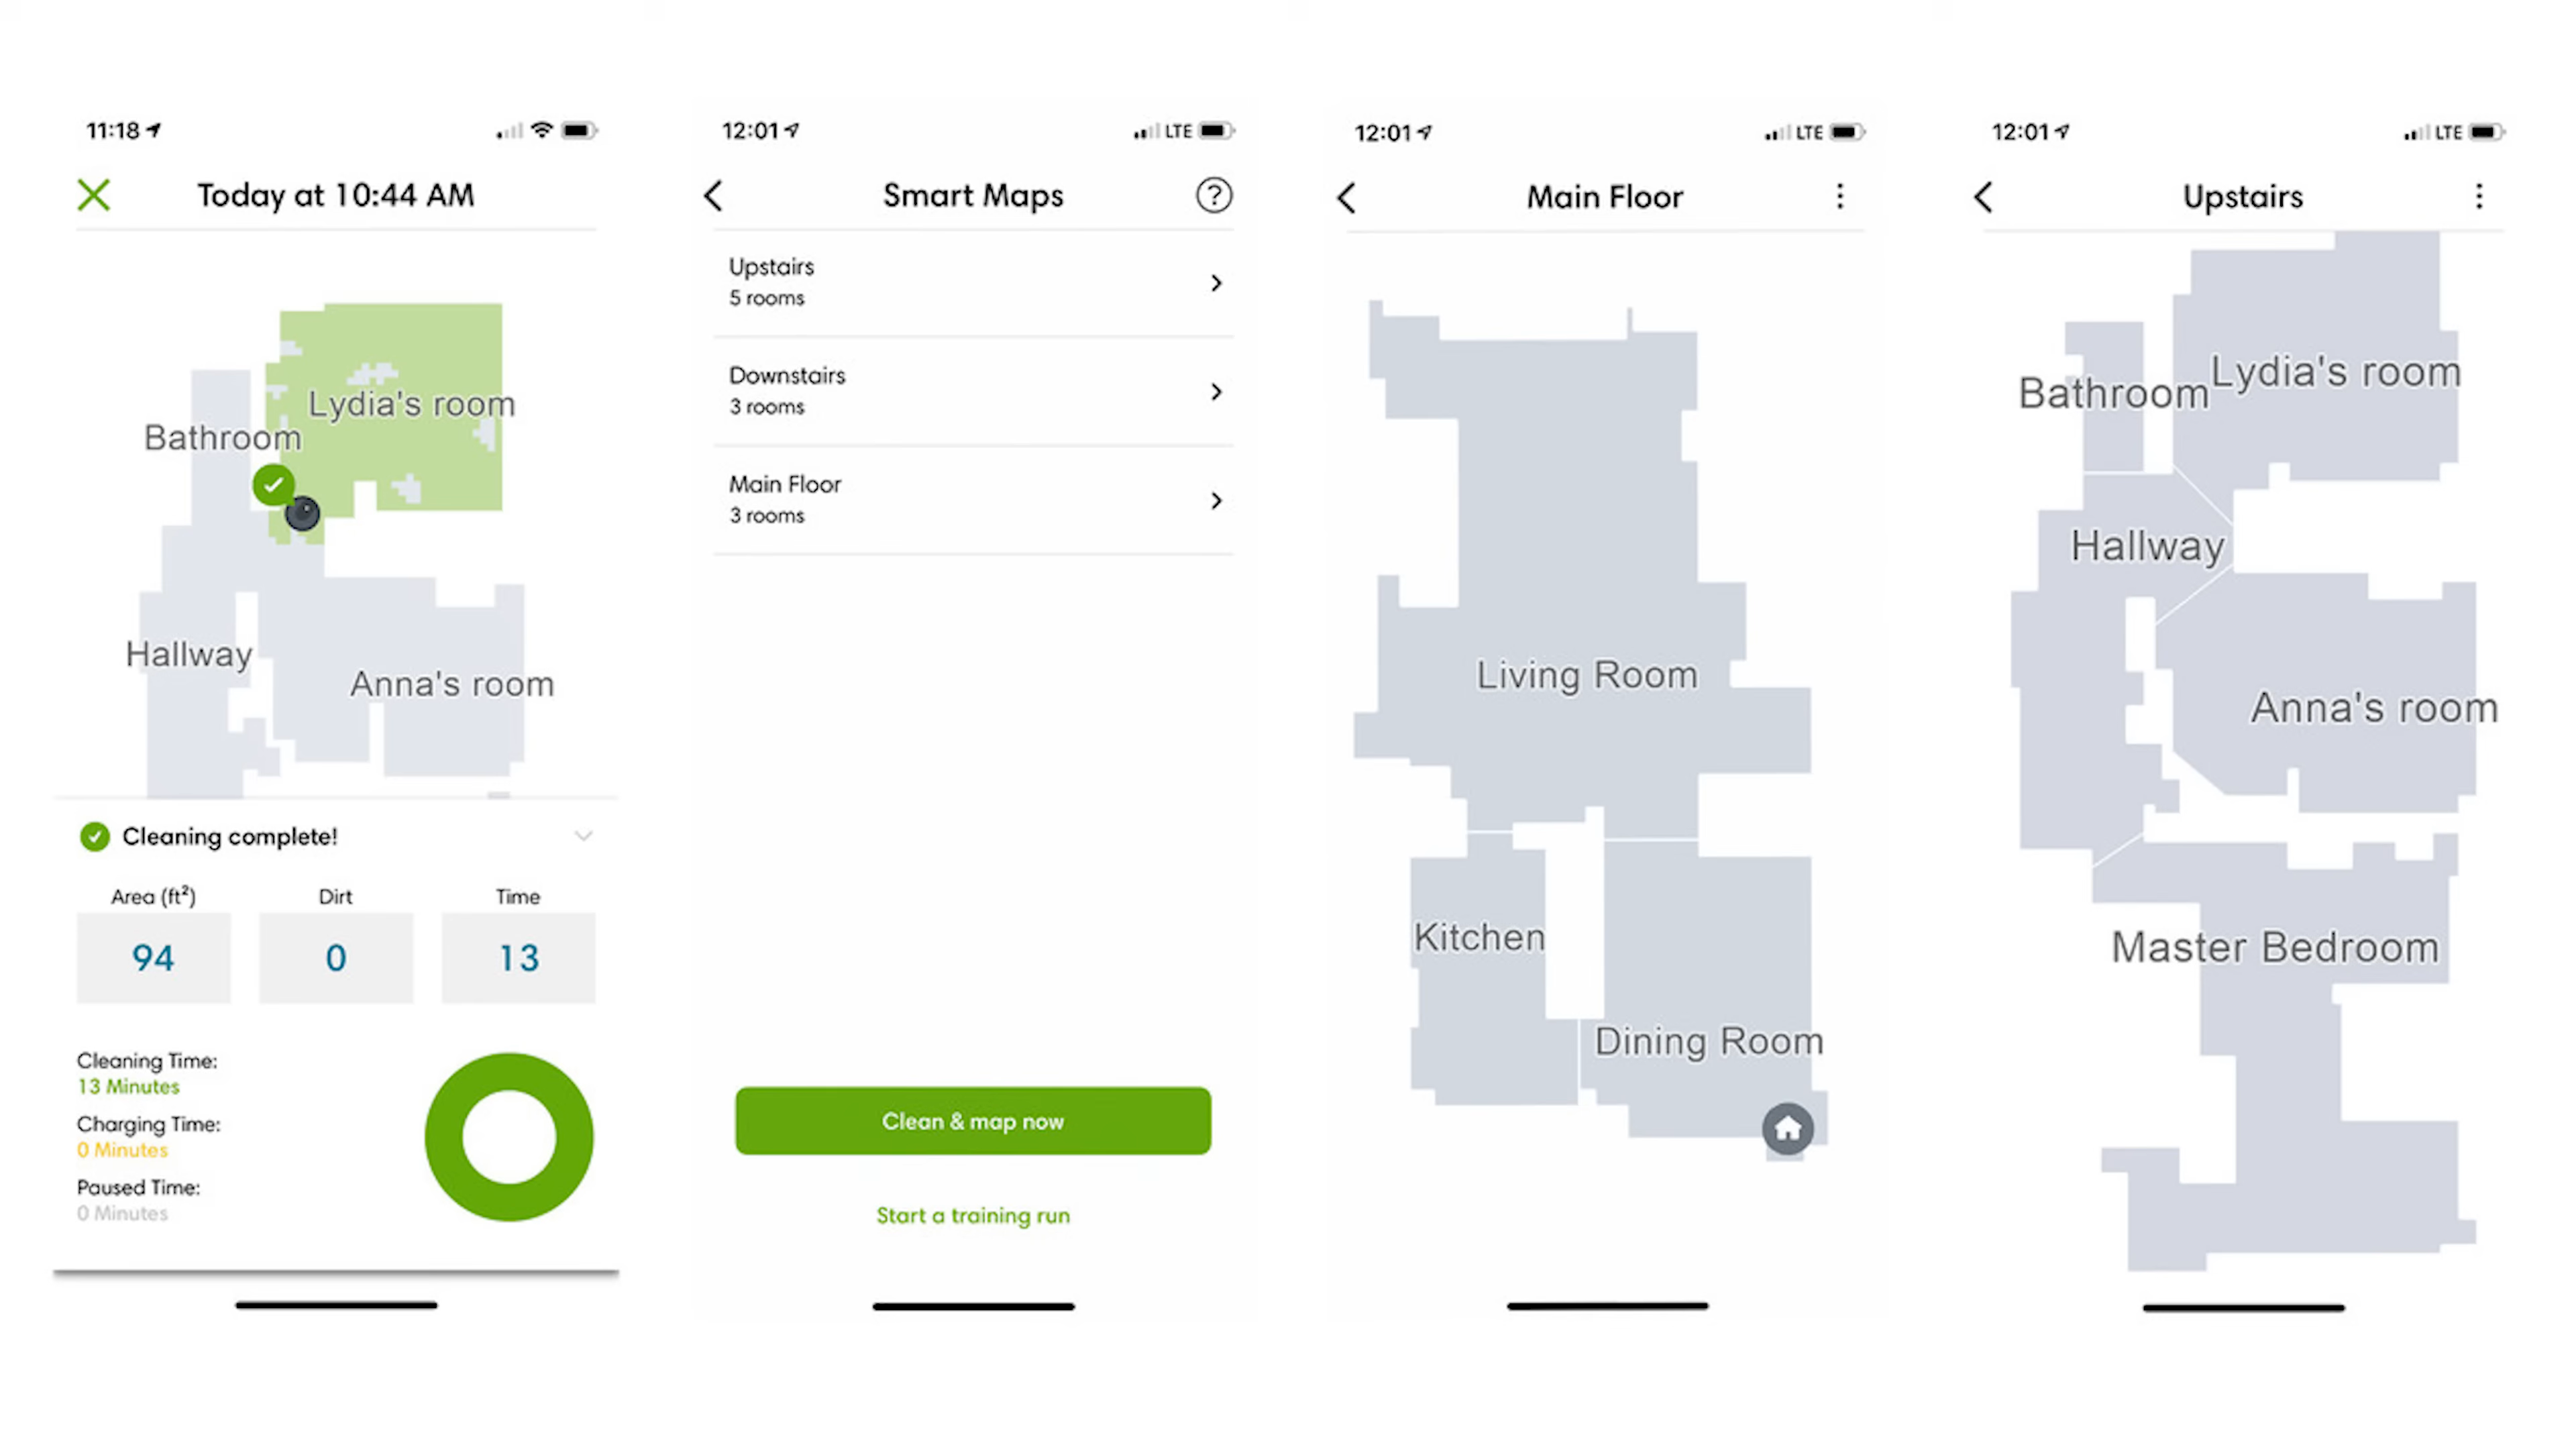 11:18
Today at 10:44 AM
Lydia's room
Bathroom
Hallway
Anna's room
Cleaning complete!
Area (ft²) Dirt Time
94 0 13
Cleaning Time:
13 Minutes
Charging Time:
0 Minutes
Paused Time:
0 Minutes
12:01 LTE
Smart Maps
?
Upstairs
5 rooms
Downstairs
3 rooms
Main Floor
3 rooms
Clean & map now
Start a training run
12:01 LTE
Main Floor
Living Room
Kitchen
Dining Room
12:01 LTE
Upstairs
Lydia's room
Bathroom
Hallway
Anna's room
Master Bedroom